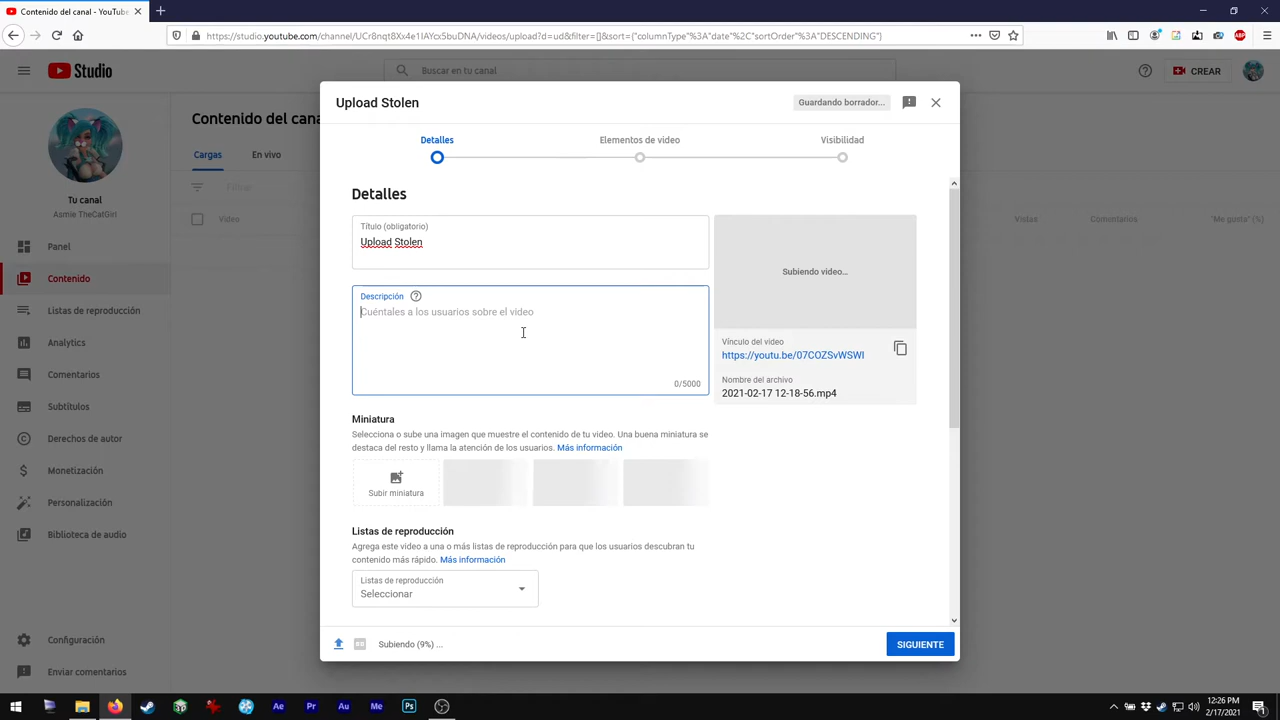 Contenido del canal - YouTube
https://studio.youtube.com/channel/UCr8nqt8Xx4e1IAYcx5buDNA/videos/upload?d=ud&filter=[]&sort={"columnType"%3A"date"%2C"sortOrder"%3A"DESCENDING"}
ABP
Studio
Buscar en tu canal
CREAR
Tu canal
Asmie TheCatGirl
Panel
Contenido
Listas de reproducción
Analytics
Comentarios
Subtítulos
Derechos de autor
Monetización
Personalización
Biblioteca de audio
Configuración
Enviar comentarios
Contenido del cana
Cargas
En vivo
Filtrar
Video
Vistas
Comentarios
"Me gusta" (%)
Upload Stolen
Guardando borrador...
Detalles
Elementos de video
Visibilidad
Detalles
Título (obligatorio)
Upload Stolen
Descripción
Cuéntales a los usuarios sobre el video
0/5000
Subiendo video...
Vínculo del video
https://youtu.be/07COZSvWSWI
Nombre del archivo
2021-02-17 12-18-56.mp4
Miniatura
Selecciona o sube una imagen que muestre el contenido de tu video. Una buena miniatura se
destaca del resto y llama la atención de los usuarios. Más información
Subir miniatura
Listas de reproducción
Agrega este video a una o más listas de reproducción para que los usuarios descubran tu
contenido más rápido. Más información
Listas de reproducción
Seleccionar
Subiendo (9%) ...
SIGUIENTE
Ae
Pr
Au
Me
Ps
12:26 PM
2/17/2021